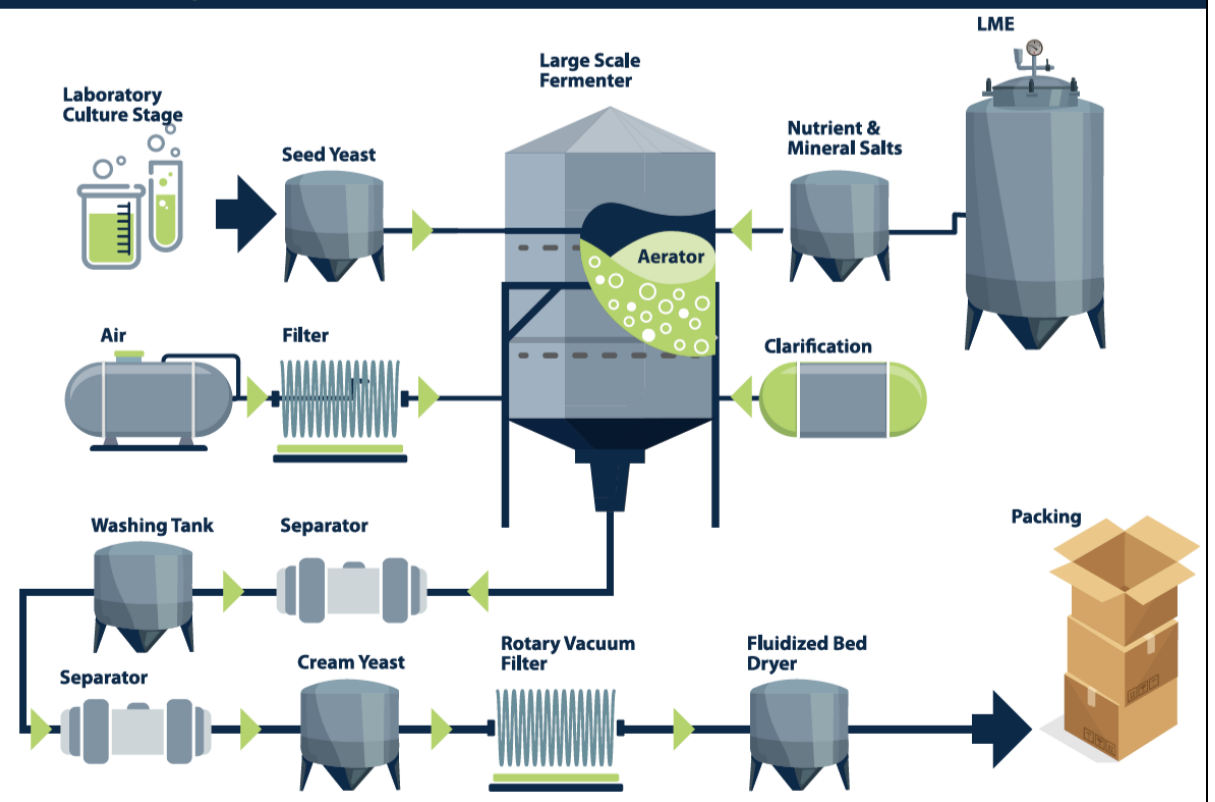 LME
Large Scale
Fermenter
Laboratory
Culture Stage
Nutrient &
Mineral Salts
Seed Yeast
Aerator
Air
Filter
Clarification
Washing Tank
Separator
Packing
Rotary Vacuum
Filter
Fluidized Bed
Dryer
Cream Yeast
Separator